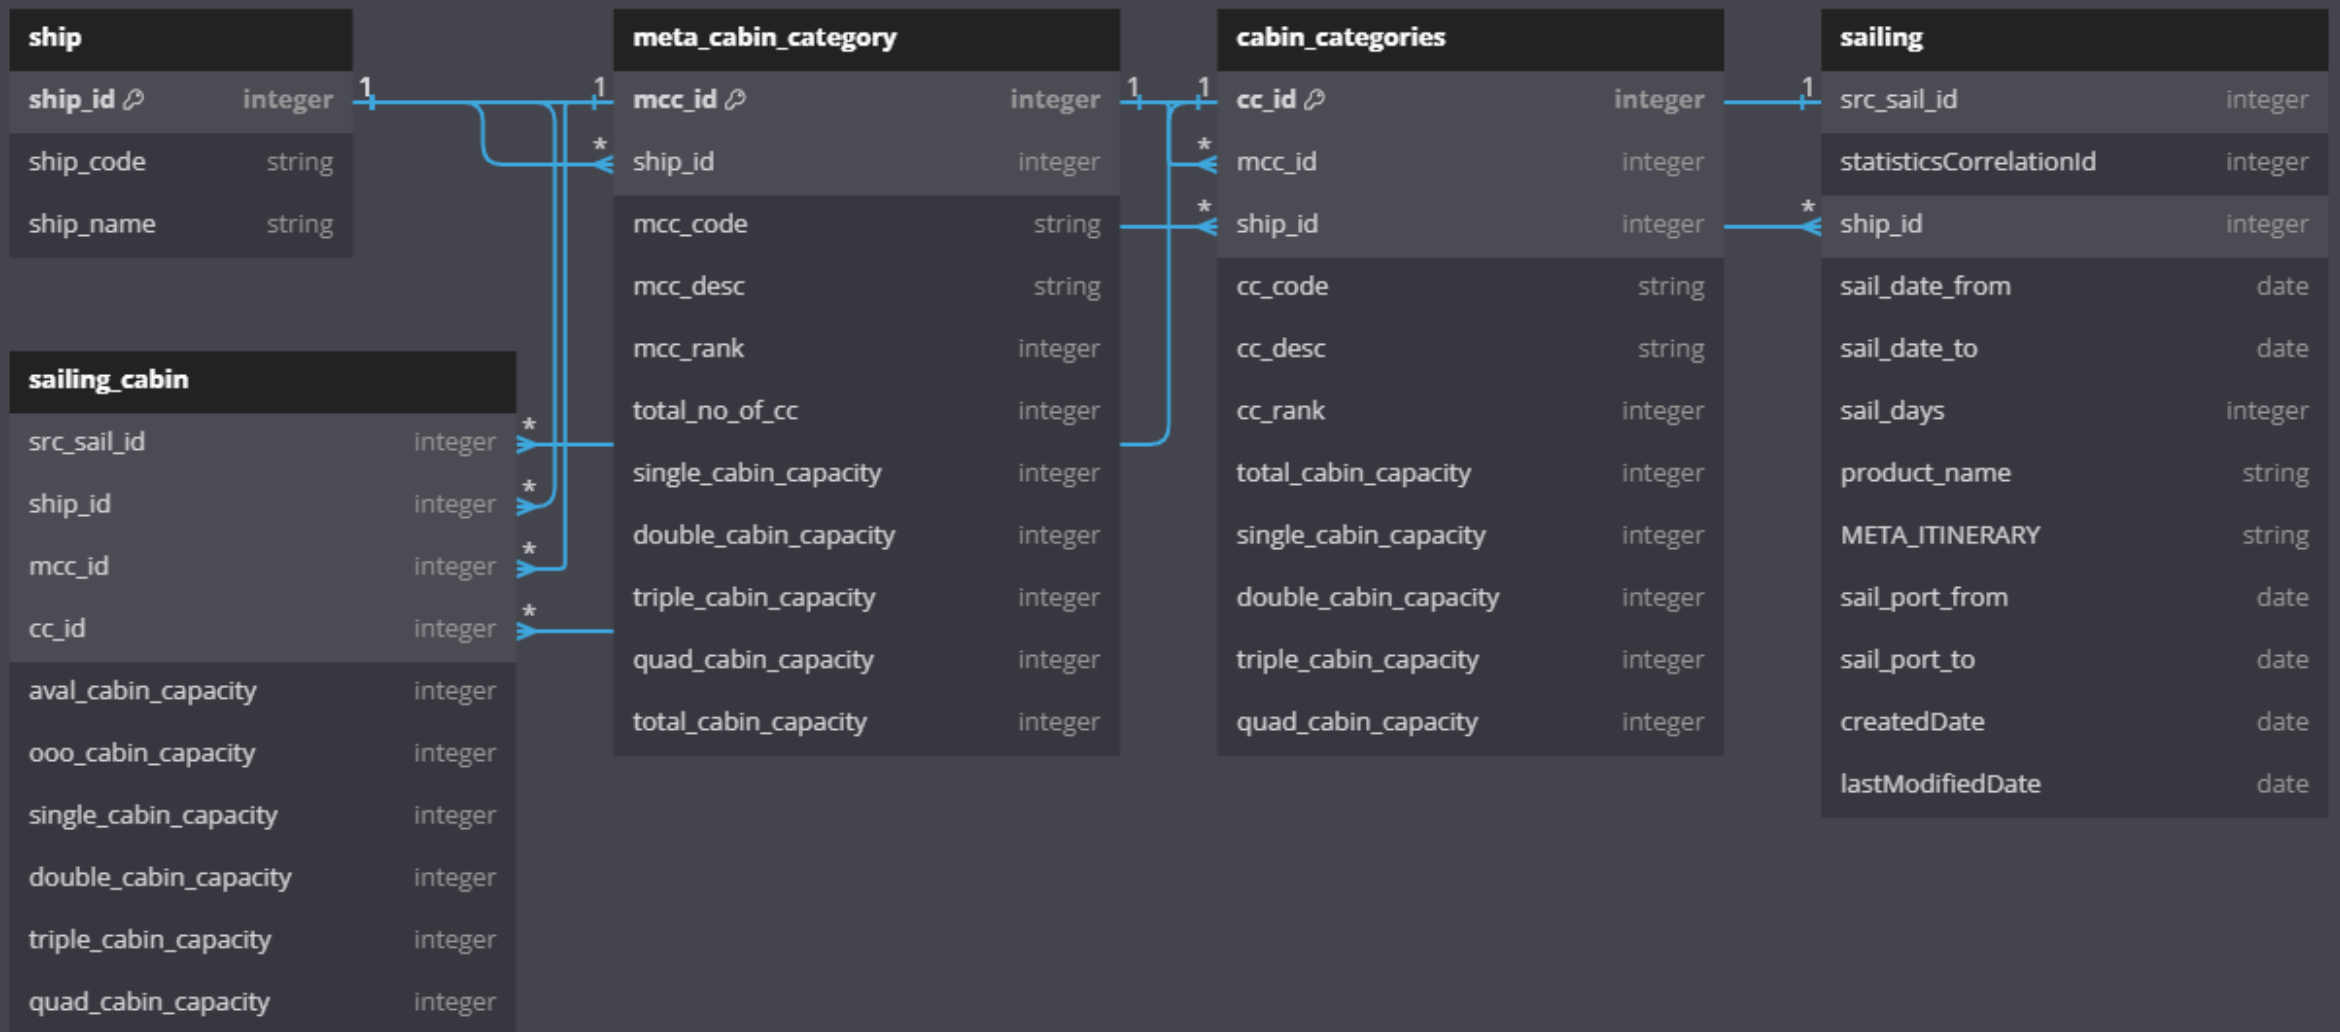 ship
ship_id integer
ship_code string
ship_name string
sailing_cabin
src_sail_id integer
ship_id integer
mcc_id integer
cc_id integer
aval_cabin_capacity integer
ooo_cabin_capacity integer
single_cabin_capacity integer
double_cabin_capacity integer
triple_cabin_capacity integer
quad_cabin_capacity integer
1
*
*
*
*
1
*
meta_cabin_category
mcc_id integer
ship_id integer
mcc_code string
mcc_desc string
mcc_rank integer
total_no_of_cc integer
single_cabin_capacity integer
double_cabin_capacity integer
triple_cabin_capacity integer
quad_cabin_capacity integer
total_cabin_capacity integer
1 1
*
*
cabin_categories
cc_id integer
mcc_id integer
ship_id integer
cc_code string
cc_desc string
cc_rank integer
total_cabin_capacity integer
single_cabin_capacity integer
double_cabin_capacity integer
triple_cabin_capacity integer
quad_cabin_capacity integer
1
*
sailing
src_sail_id integer
statisticsCorrelationId integer
ship_id integer
sail_date_from date
sail_date_to date
sail_days integer
product_name string
META_ITINERARY string
sail_port_from date
sail_port_to date
createdDate date
lastModifiedDate date